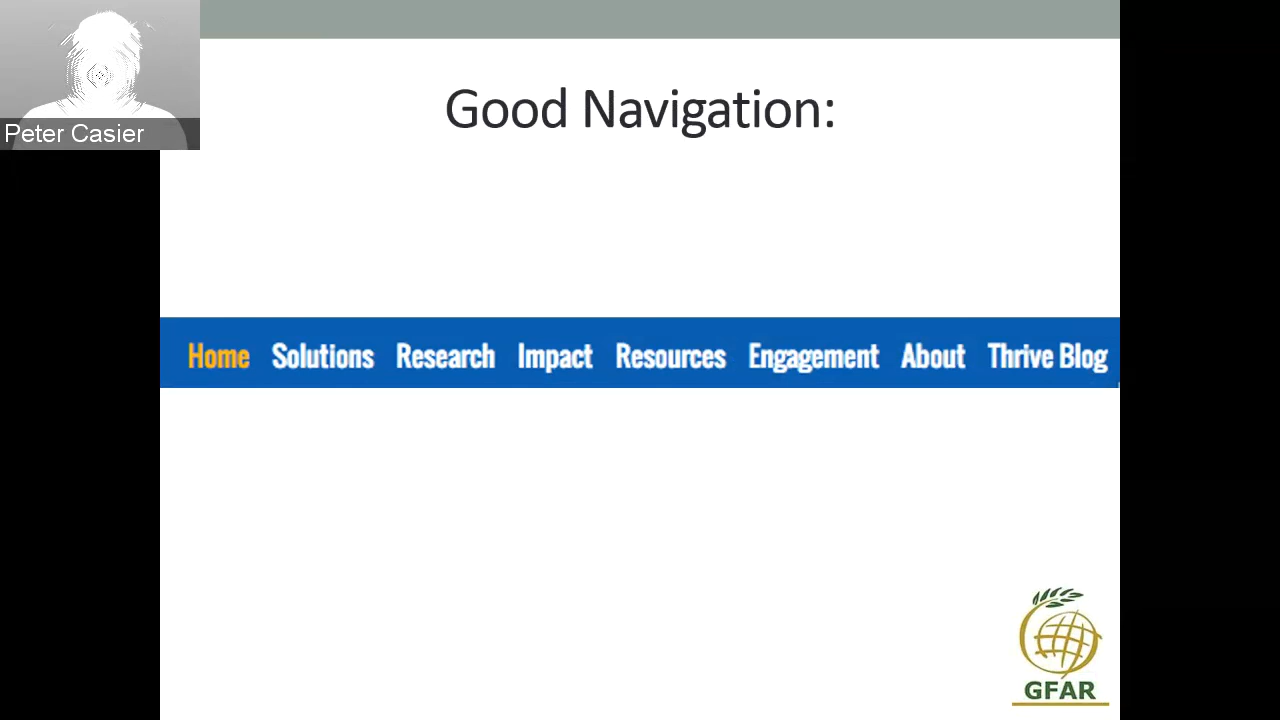 Peter Casier
Good Navigation:
Home Solutions Research Impact Resources Engagement About Thrive Blog
GFAR